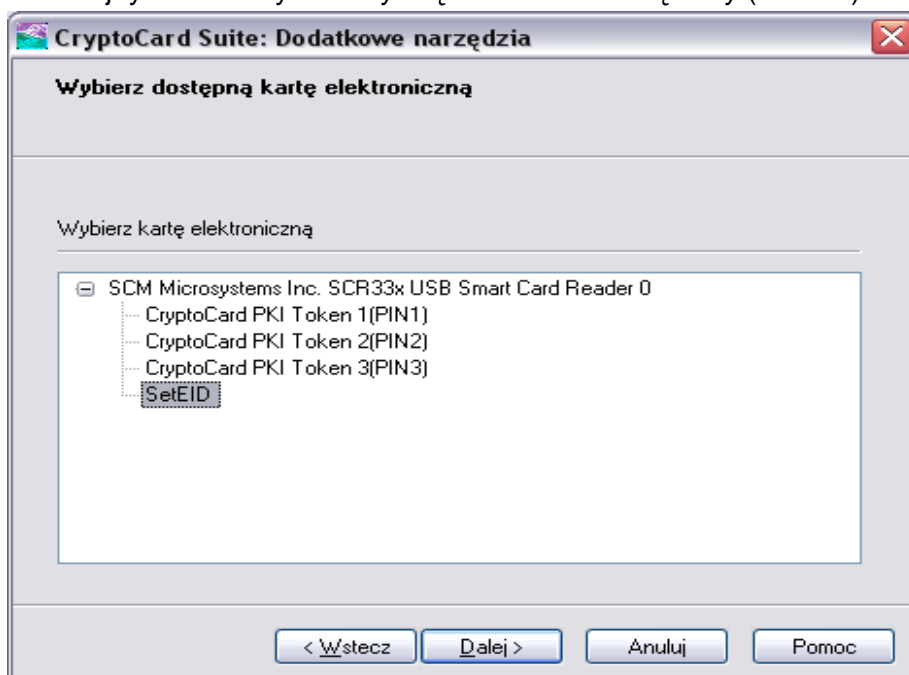 CryptoCard Suite: Dodatkowe narzędzia
Wybierz dostępną kartę elektroniczną
Wybierz kartę elektroniczną
SCM Microsystems Inc. SCR33x USB Smart Card Reader 0
CryptoCard PKI Token 1(PIN1)
CryptoCard PKI Token 2(PIN2)
CryptoCard PKI Token 3(PIN3)
SetEID
< Wstecz Dalej > Anuluj Pomoc